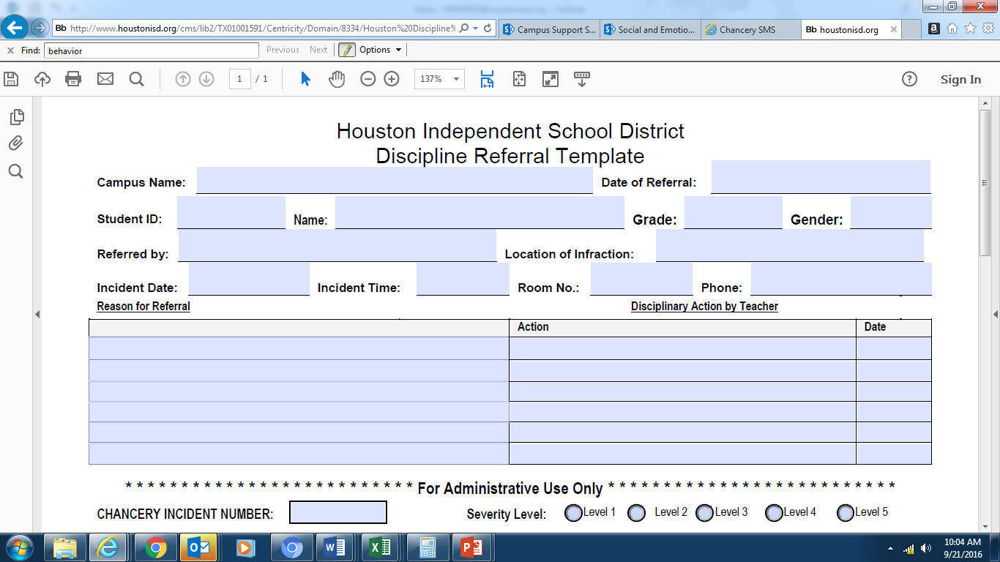 Bb http://www.houstonisd.org/cms/lib2/TX01001591/Centricity/Domain/8334/Houston%20Discipline%
Campus Support S... Social and Emotio... Chancery SMS Bb houstonisd.org
x Find: behavior Previous Next Options
1 / 1 137% Sign In
Houston Independent School District
Discipline Referral Template
Campus Name: Date of Referral:
Student ID: Name: Grade: Gender:
Referred by: Location of Infraction:
Incident Date: Incident Time: Room No.: Phone:
Reason for Referral Disciplinary Action by Teacher
Action Date
* * * * * * * * * * * * * * * * * * * * * * * * * * For Administrative Use Only * * * * * * * * * * * * * * * * * * * * * * * * * *
CHANCERY INCIDENT NUMBER: Severity Level: Level 1 Level 2 Level 3 Level 4 Level 5
10:04 AM
9/21/2016